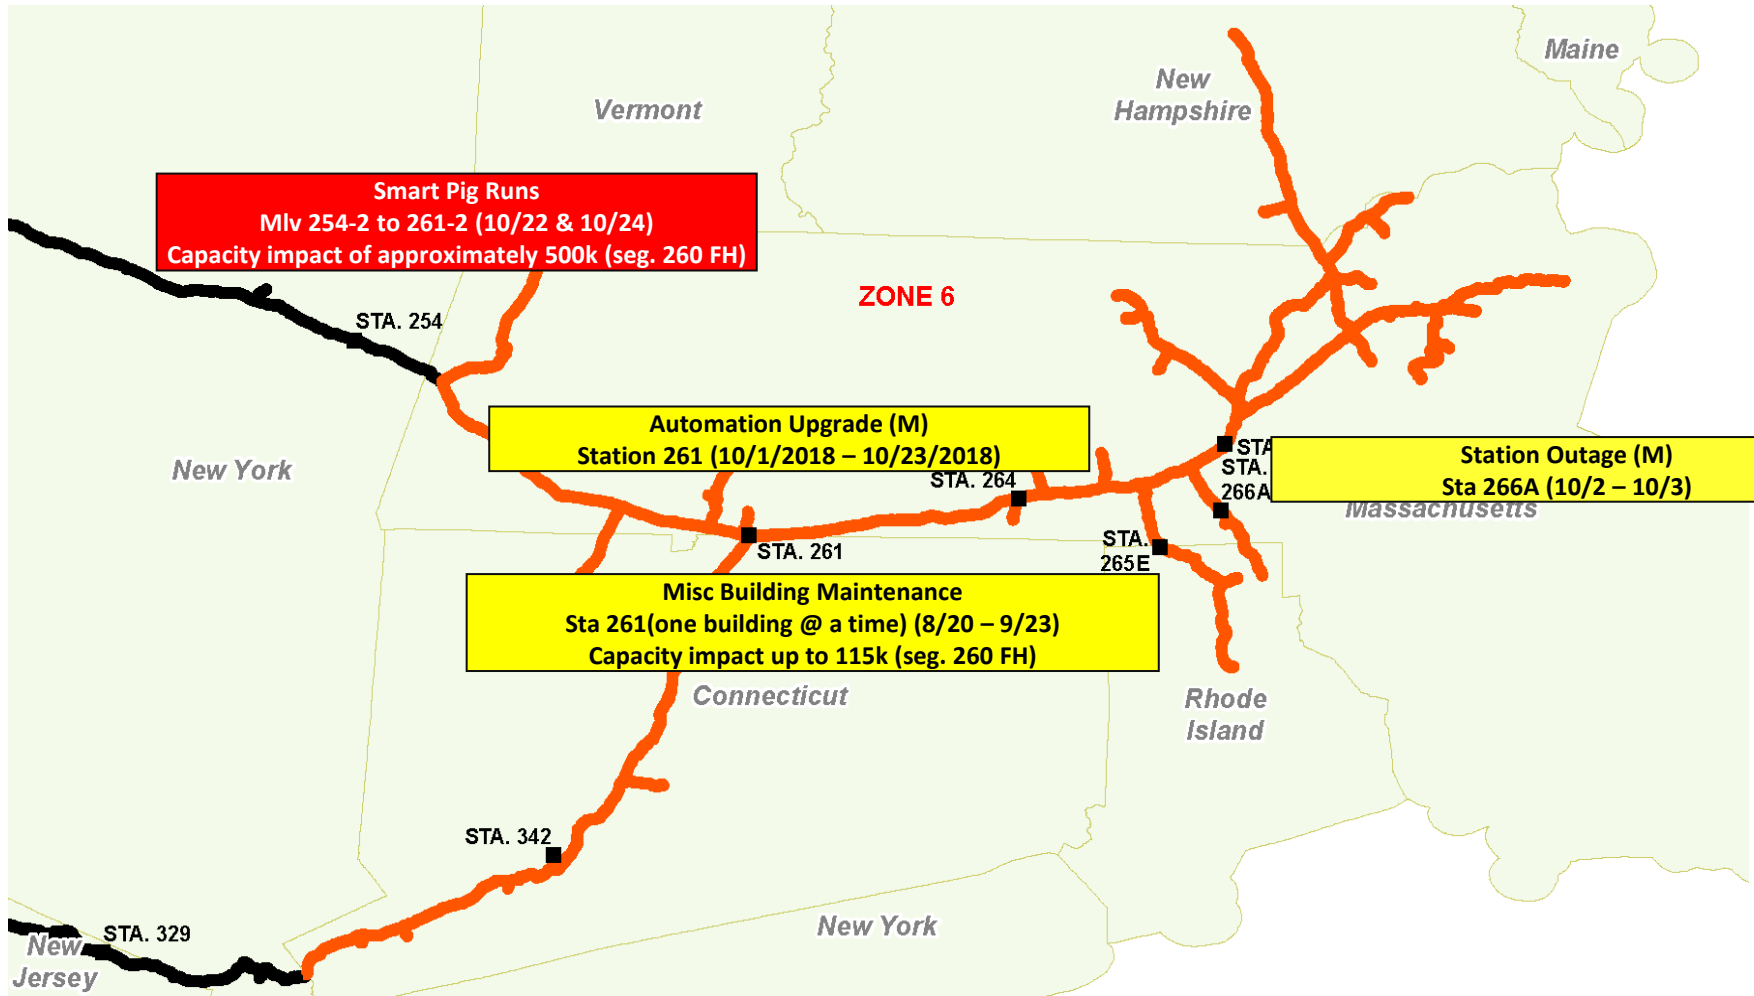 Maine
New
Hampshire
Vermont
Smart Pig Runs
Mlv 254-2 to 261-2 (10/22 & 10/24)
Capacity impact of approximately 500k (seg. 260 FH)
ZONE 6
STA. 254
Automation Upgrade (M)
Station 261 (10/1/2018 – 10/23/2018)
New York
STA. 264
STA
STA.
266A
Station Outage (M)
Sta 266A (10/2 – 10/3)
Massachusetts
STA. 261
STA.
265E
Misc Building Maintenance
Sta 261(one building @ a time) (8/20 – 9/23)
Capacity impact up to 115k (seg. 260 FH)
Connecticut
Rhode
Island
STA. 342
New York
STA. 329
New
Jersey